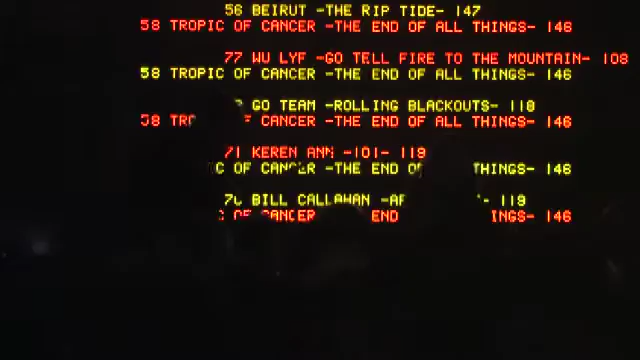 56 BEIRUT -THE RIP TIDE- 147
58 TROPIC OF CANCER -THE END OF ALL THINGS- 146
77 WU LYF -GO TELL FIRE TO THE MOUNTAIN- 108
58 TROPIC OF CANCER -THE END OF ALL THINGS- 146
GO TEAM -ROLLING BLACKOUTS- 118
58 OF CANCER -THE END OF ALL THINGS- 146
71 KEREN ANN -101- 119
OF CANCER -THE END THINGS- 146
BILL CALLAHAN 119
OF CANCER END 146